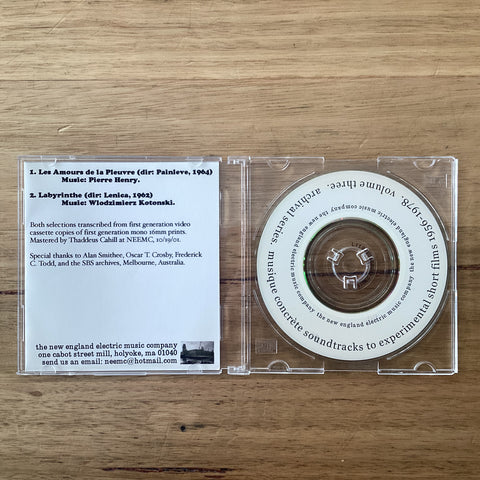 1. Les Amours de la Pieuvre (dir: Painleve, 1964)
Music: Pierre Henry.
2. Labyrinthe (dir: Lenica, 1962)
Music: Wlodzimierz Kotonski.
Both selections transcribed from first generation video
cassette copies of first generation mono 16mm prints.
Mastered by Thaddeus Cahill at NEEMC, 10/19/01.
Special thanks to Alan Smithee, Oscar T. Crosby, Frederick
C. Todd, and the SBS archives, Melbourne, Australia.
the new england electric music company
one cabot street mill, holyoke, ma 01040
send us an email: neemc@hotmail.com
musique concrète soundtracks to experimental short films 1956-1978. volume three. archival series.
the new england electric music company the new england electric music company